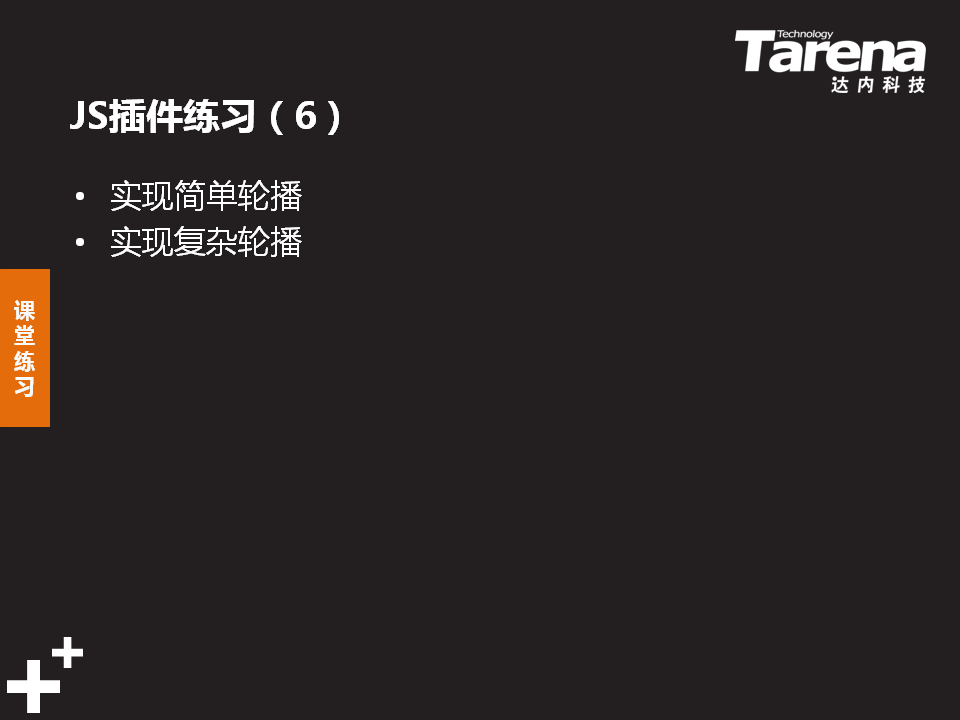 Technology
Tarena
达内科技
JS插件练习（6）
• 实现简单轮播
• 实现复杂轮播
课堂练习